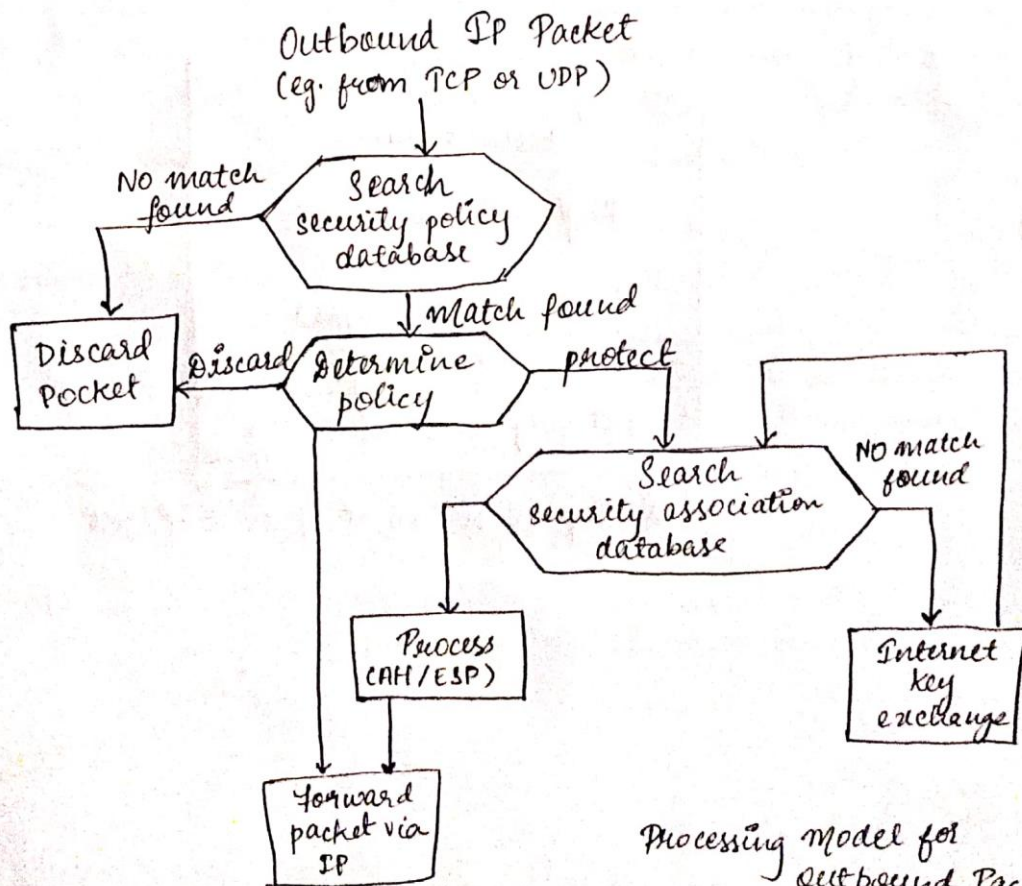 Outbound IP Packet
(eg. from TCP or UDP)
No match
found
Search
security policy
database
Match found
Discard
Pocket
Discard
Determine
policy
protect
Search
security association
database
No match
found
Process
(AH/ESP)
Internet
key
exchange
Forward
packet via
IP
Processing Model for